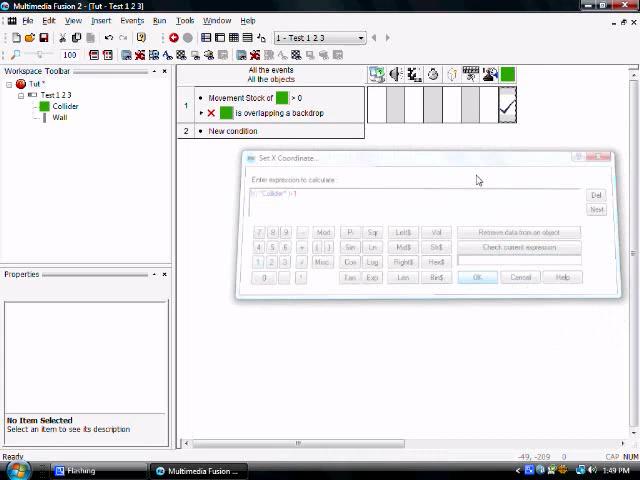 Multimedia Fusion 2 - [Tut - Test 1 2 3]
File Edit View Insert Events Run Tools Window Help
1 - Test 1 2 3
100
Workspace Toolbar
Tut *
Test 1 2 3
Collider
Wall
All the events
All the objects
1
Movement Stock of > 0
is overlapping a backdrop
2 New condition
Set X Coordinate...
Enter expression to calculate :
"Collider" )+1
Del
Next
7 8 9 - Mod Pi Sqr Left$ Val Retrieve data from an object
4 5 6 + ( ) Sin Ln Mid$ Str$ Check current expression
1 2 3 Misc. Cos Log Right$ Hex$
0 . Tan Exp Len Bin$ OK Cancel Help
Properties
No Item Selected
Select an item to see its description
Ready
-49, -209 0 CAP NUM
Flashing
Multimedia Fusion ...
1:49 PM